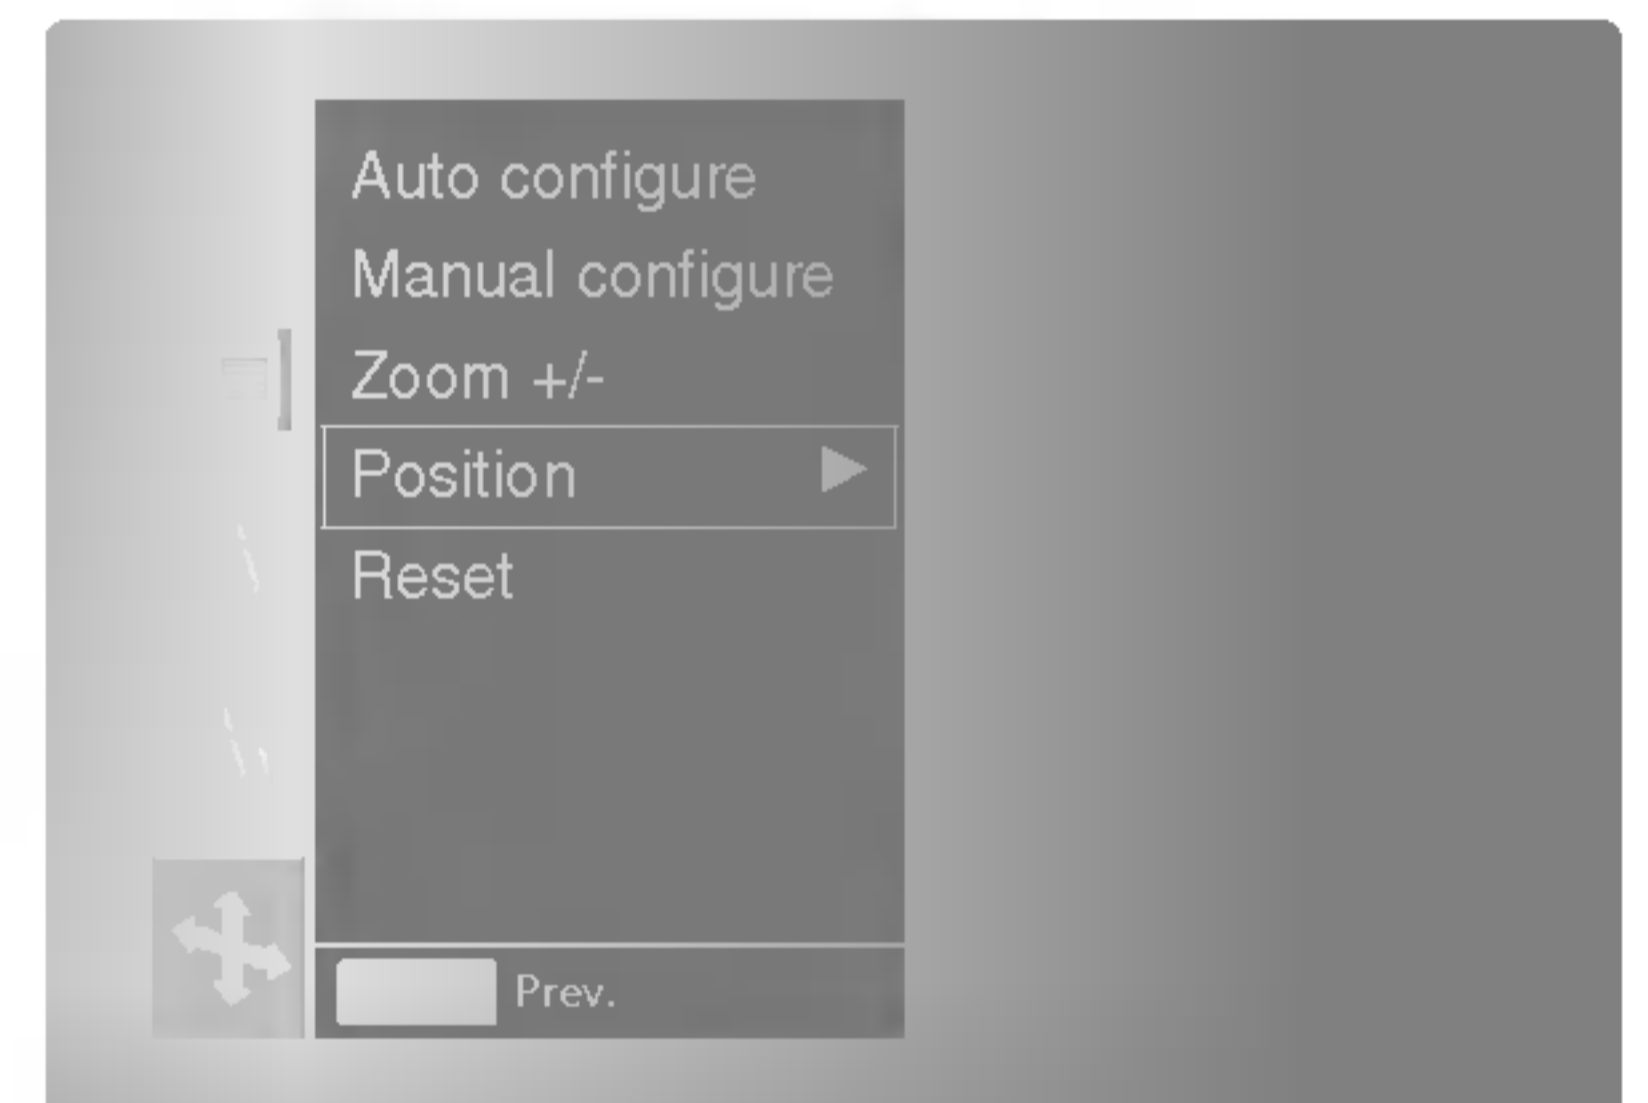 Auto configure
Manual configure
Zoom +/-
Position
Reset
Prev.